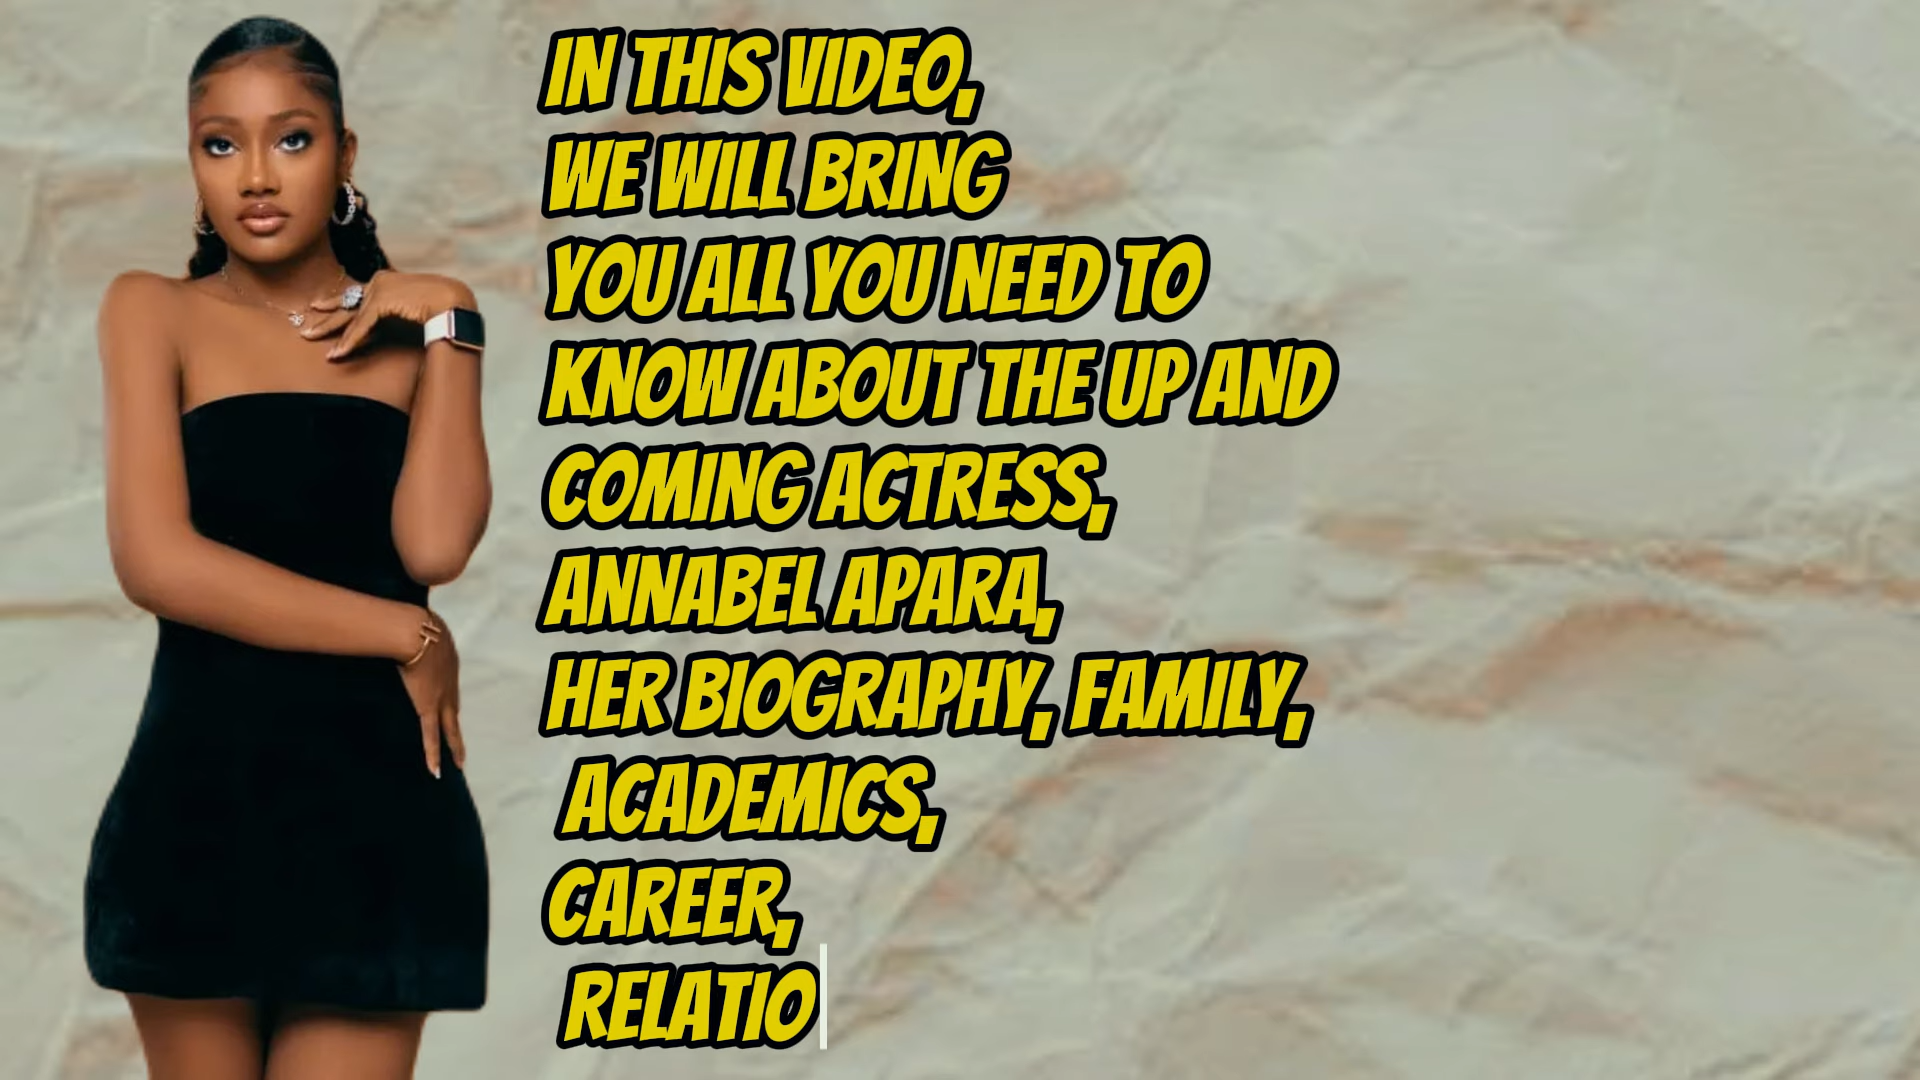 IN THIS VIDEO,
WE WILL BRING
YOU ALL YOU NEED TO
KNOW ABOUT THE UP AND
COMING ACTRESS,
ANNABEL APARA,
HER BIOGRAPHY, FAMILY,
ACADEMICS,
CAREER,
RELATIO